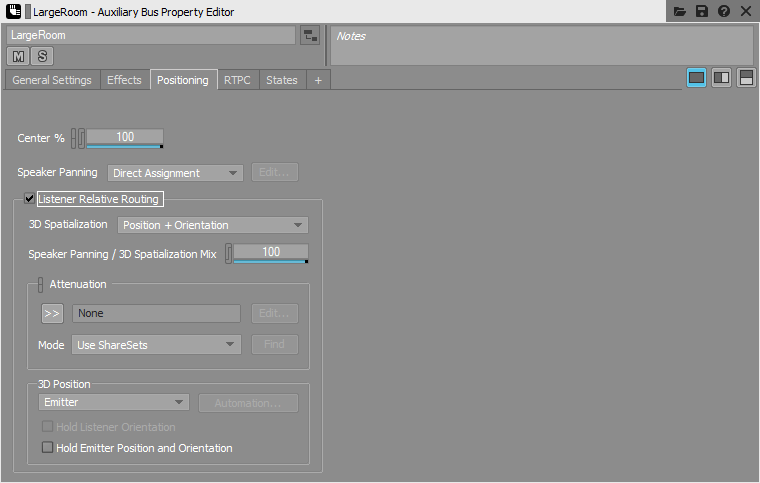 LargeRoom - Auxiliary Bus Property Editor
LargeRoom
Notes
M S
General Settings Effects Positioning RTPC States +
Center % 100
Speaker Panning Direct Assignment Edit...
Listener Relative Routing
3D Spatialization Position + Orientation
Speaker Panning / 3D Spatialization Mix 100
Attenuation
>> None Edit...
Mode Use ShareSets Find
3D Position
Emitter Automation...
Hold Listener Orientation
Hold Emitter Position and Orientation